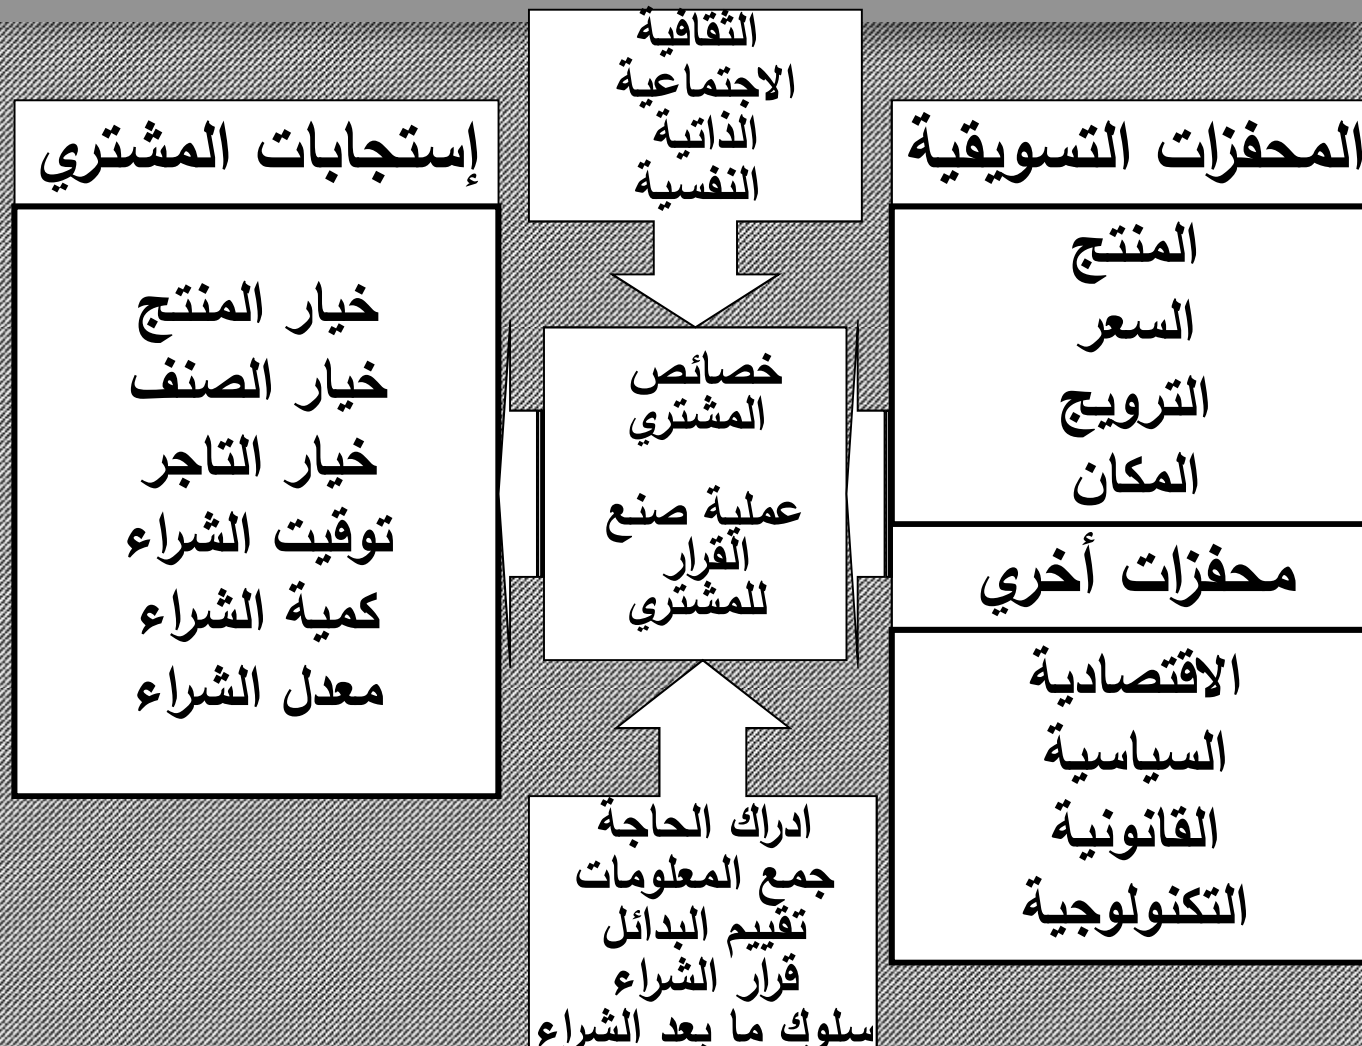 المحفزات التسويقية
المنتج
السعر
الترويج
المكان
محفزات أخري
الاقتصادية
السياسية
القانونية
التكنولوجية
الثقافية
الاجتماعية
الذاتية
النفسية
خصائص
المشتري
عملية صنع
القرار
للمشتري
ادراك الحاجة
جمع المعلومات
تقييم البدائل
قرار الشراء
سلوك ما بعد الشراء
إستجابات المشتري
خيار المنتج
خيار الصنف
خيار التاجر
توقيت الشراء
كمية الشراء
معدل الشراء